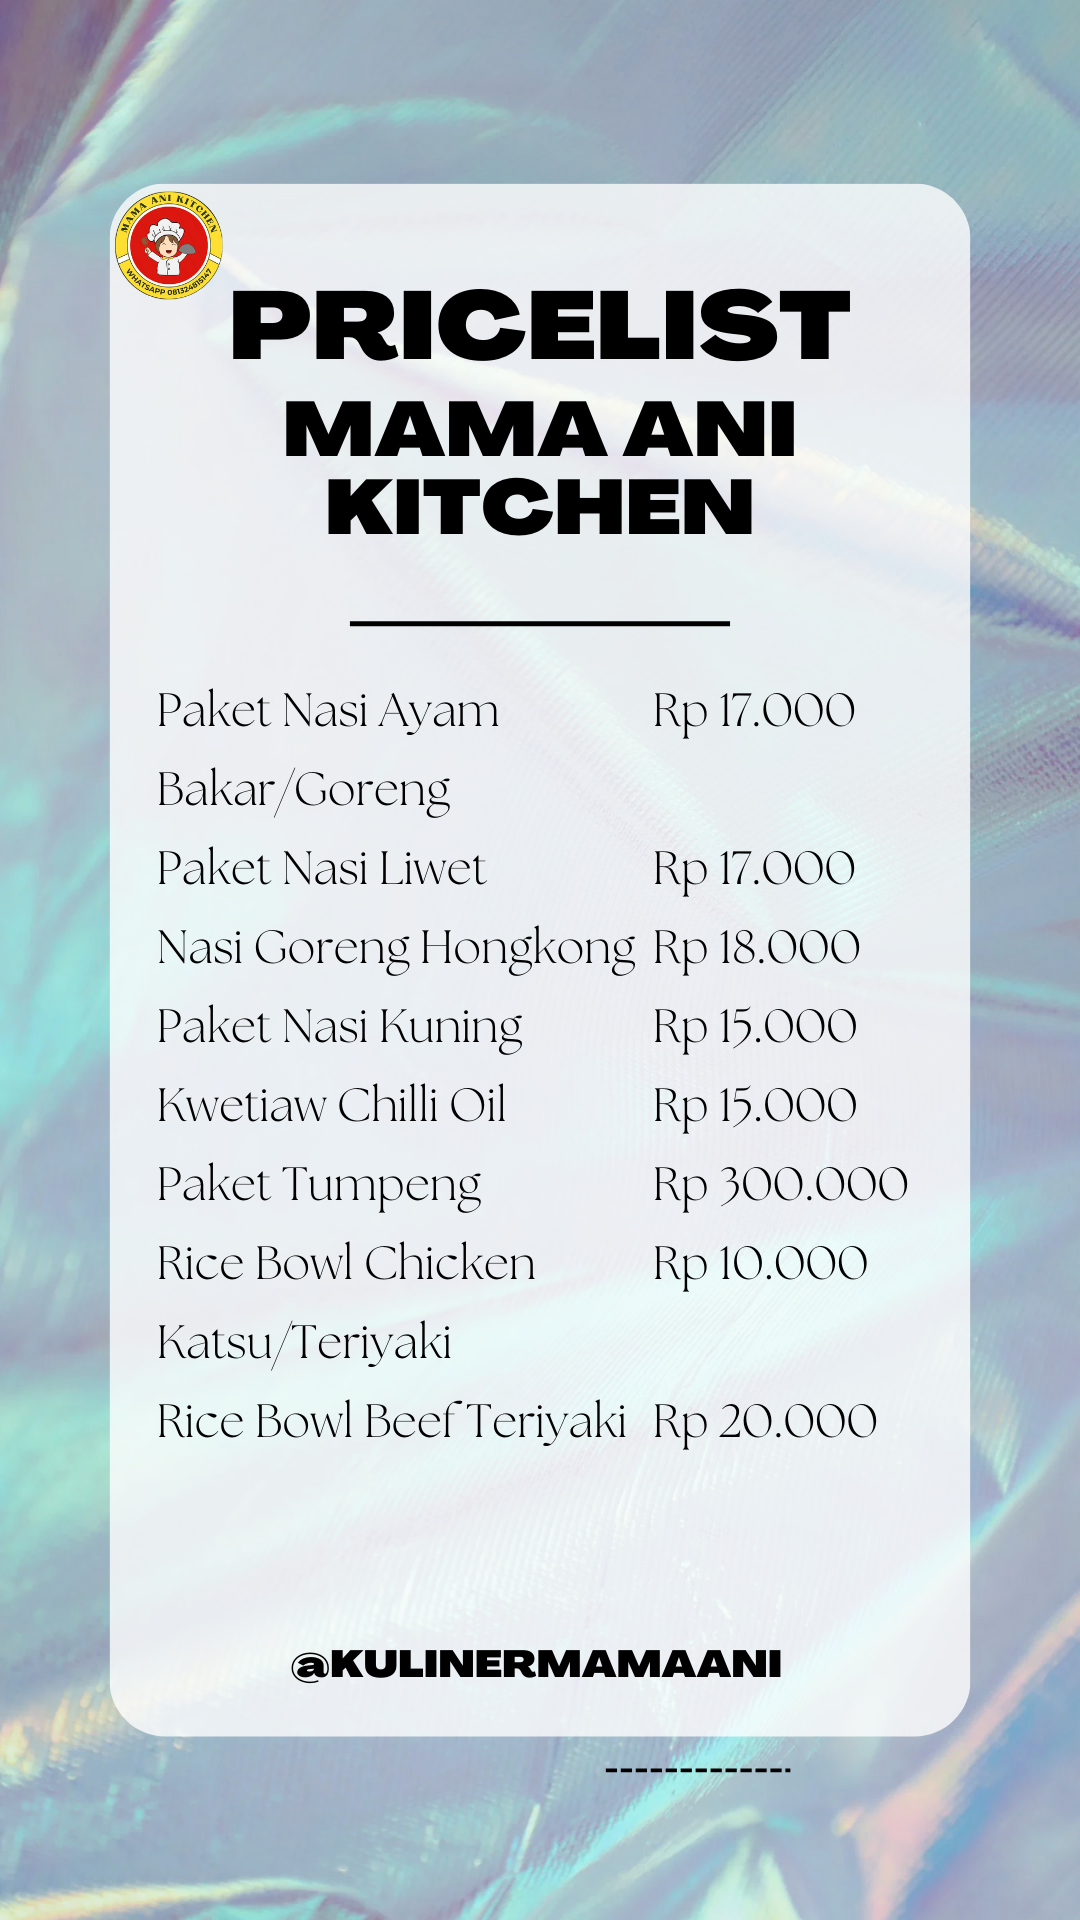 MAMA ANI KITCHEN
WHATSAPP 081324815147
PRICELIST
MAMA ANI
KITCHEN
Paket Nasi Ayam Rp 17.000
Bakar/Goreng
Paket Nasi Liwet Rp 17.000
Nasi Goreng Hongkong Rp 18.000
Paket Nasi Kuning Rp 15.000
Kwetiaw Chilli Oil Rp 15.000
Paket Tumpeng Rp 300.000
Rice Bowl Chicken Rp 10.000
Katsu/Teriyaki
Rice Bowl Beef Teriyaki Rp 20.000
@KULINERMAMAANI